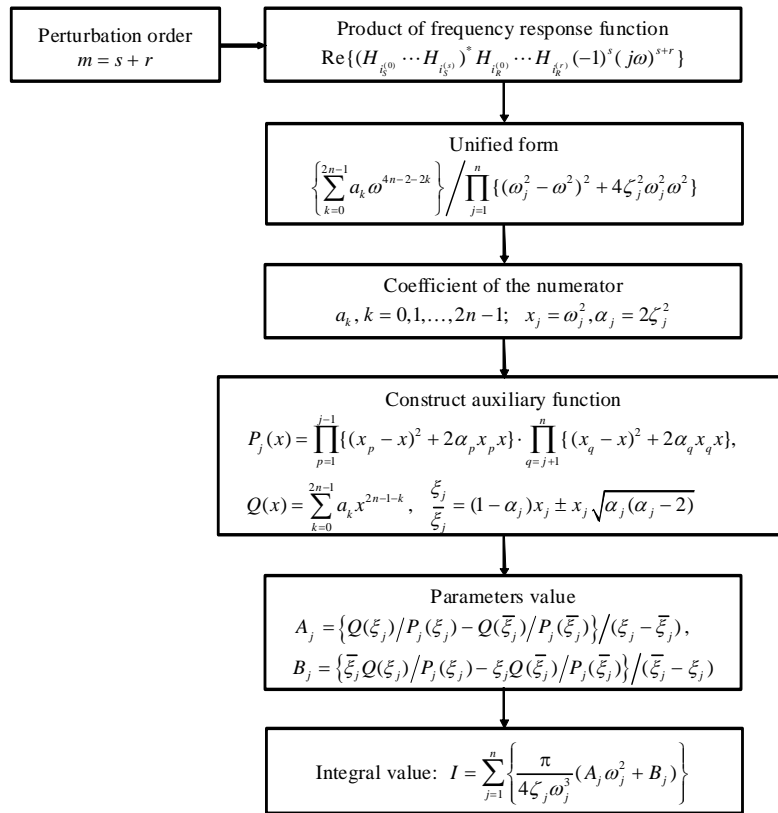 Perturbation order
m = s + r
Product of frequency response function
Re{(H_{i_S^{(0)}} ⋯ H_{i_S^{(s)}})^* H_{i_R^{(0)}} ⋯ H_{i_R^{(r)}} (−1)^s (jω)^{s+r}}
Unified form
{∑_{k=0}^{2n−1} a_k ω^{4n−2−2k}} / ∏_{j=1}^{n} {(ω_j^2 − ω^2)^2 + 4ζ_j^2 ω_j^2 ω^2}
Coefficient of the numerator
a_k, k = 0,1,…,2n−1; x_j = ω_j^2, α_j = 2ζ_j^2
Construct auxiliary function
P_j(x) = ∏_{p=1}^{j−1} {(x_p − x)^2 + 2α_p x_p x} · ∏_{q=j+1}^{n} {(x_q − x)^2 + 2α_q x_q x},
Q(x) = ∑_{k=0}^{2n−1} a_k x^{2n−1−k}, ξ_j / ξ̄_j = (1 − α_j)x_j ± x_j √(α_j(α_j − 2))
Parameters value
A_j = {Q(ξ_j)/P_j(ξ_j) − Q(ξ̄_j)/P_j(ξ̄_j)}/(ξ_j − ξ̄_j),
B_j = {ξ̄_j Q(ξ_j)/P_j(ξ_j) − ξ_j Q(ξ̄_j)/P_j(ξ̄_j)}/(ξ̄_j − ξ_j)
Integral value: I = ∑_{j=1}^{n} {π/(4ζ_j ω_j^3) (A_j ω_j^2 + B_j)}